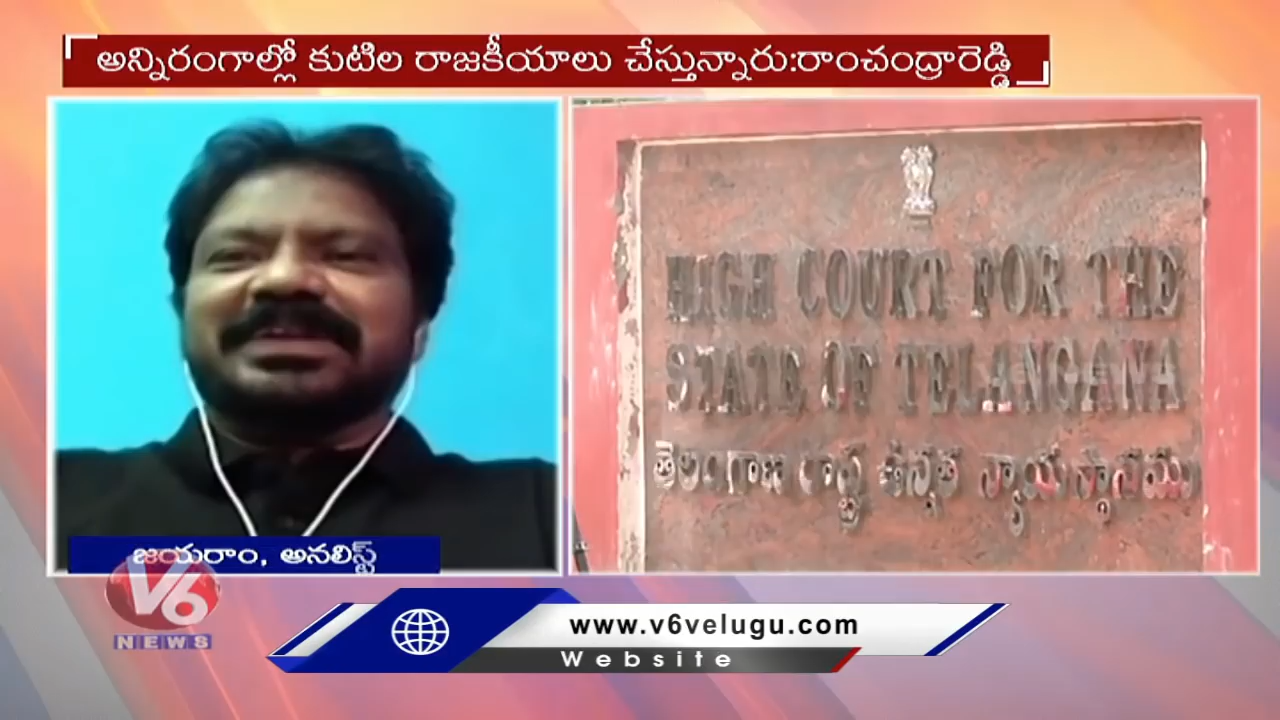 అన్నిరంగాల్లో కుటిల రాజకీయాలు చేస్తున్నారు:రాంచంద్రారెడ్డి
HIGH COURT FOR THE
STATE OF TELANGANA
తెలంగాణ రాష్ట్ర ఉన్నత న్యాయస్థానము
జయరాం, అనలిస్ట్
V6
NEWS
www.v6velugu.com
Website